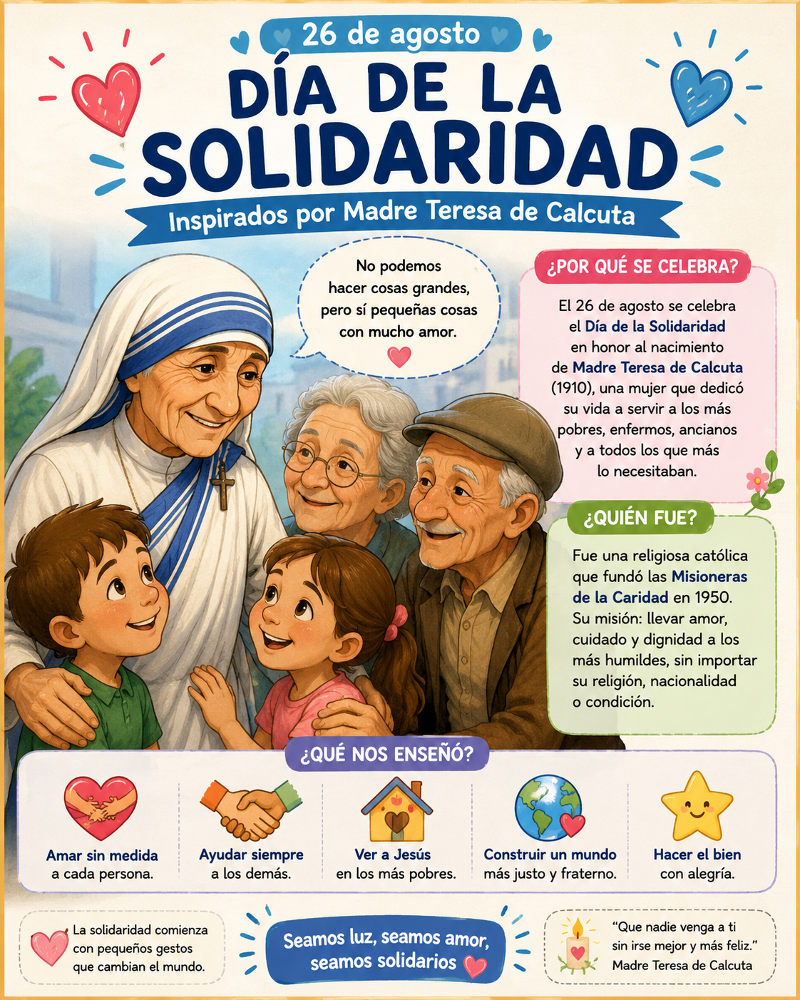 26 de agosto
DÍA DE LA
SOLIDARIDAD
Inspirados por Madre Teresa de Calcuta
No podemos
hacer cosas grandes,
pero sí pequeñas cosas
con mucho amor.
¿POR QUÉ SE CELEBRA?
El 26 de agosto se celebra
el Día de la Solidaridad
en honor al nacimiento
de Madre Teresa de Calcuta
(1910), una mujer que dedicó
su vida a servir a los más
pobres, enfermos, ancianos
y a todos los que más
lo necesitaban.
¿QUIÉN FUE?
Fue una religiosa católica
que fundó las Misioneras
de la Caridad en 1950.
Su misión: llevar amor,
cuidado y dignidad a los
más humildes, sin importar
su religión, nacionalidad
o condición.
¿QUÉ NOS ENSEÑÓ?
Amar sin medida
a cada persona.
Ayudar siempre
a los demás.
Ver a Jesús
en los más pobres.
Construir un mundo
más justo y fraterno.
Hacer el bien
con alegría.
La solidaridad comienza
con pequeños gestos
que cambian el mundo.
Seamos luz, seamos amor,
seamos solidarios
“Que nadie venga a ti
sin irse mejor y más feliz.”
Madre Teresa de Calcuta